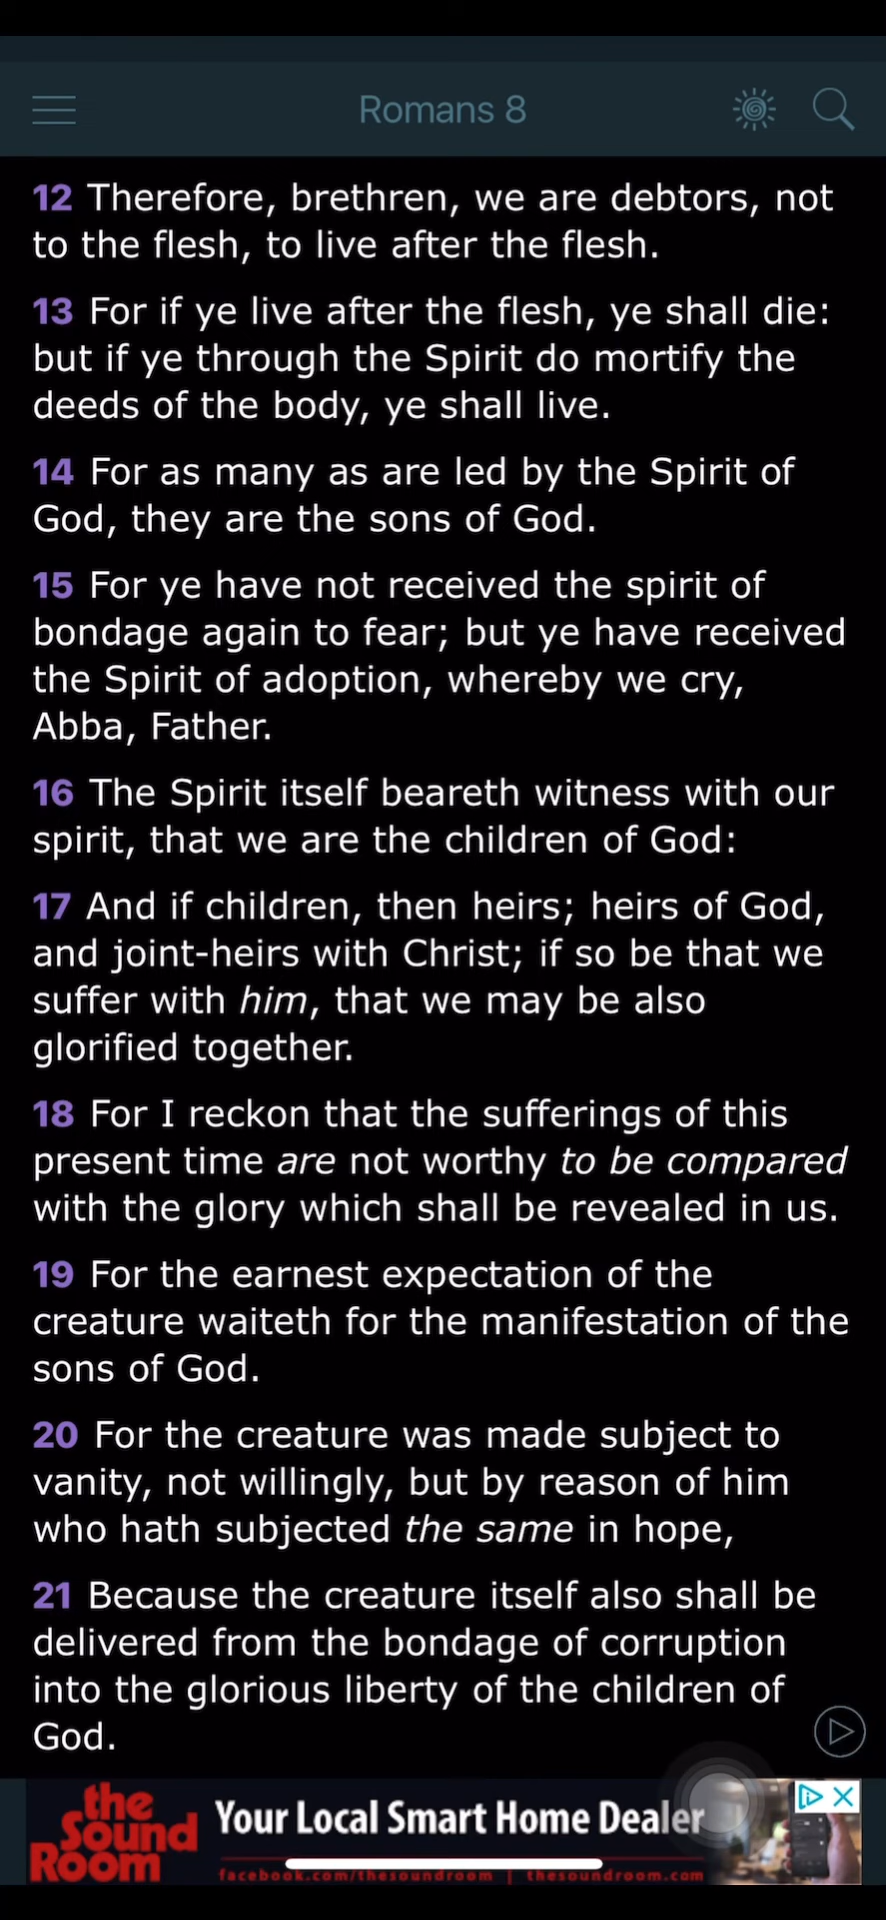 Romans 8
12 Therefore, brethren, we are debtors, not
to the flesh, to live after the flesh.
13 For if ye live after the flesh, ye shall die:
but if ye through the Spirit do mortify the
deeds of the body, ye shall live.
14 For as many as are led by the Spirit of
God, they are the sons of God.
15 For ye have not received the spirit of
bondage again to fear; but ye have received
the Spirit of adoption, whereby we cry,
Abba, Father.
16 The Spirit itself beareth witness with our
spirit, that we are the children of God:
17 And if children, then heirs; heirs of God,
and joint-heirs with Christ; if so be that we
suffer with him, that we may be also
glorified together.
18 For I reckon that the sufferings of this
present time are not worthy to be compared
with the glory which shall be revealed in us.
19 For the earnest expectation of the
creature waiteth for the manifestation of the
sons of God.
20 For the creature was made subject to
vanity, not willingly, but by reason of him
who hath subjected the same in hope,
21 Because the creature itself also shall be
delivered from the bondage of corruption
into the glorious liberty of the children of
God.
the
Sound
Room
Your Local Smart Home Dealer
facebook.com/thesoundroom | thesoundroom.com